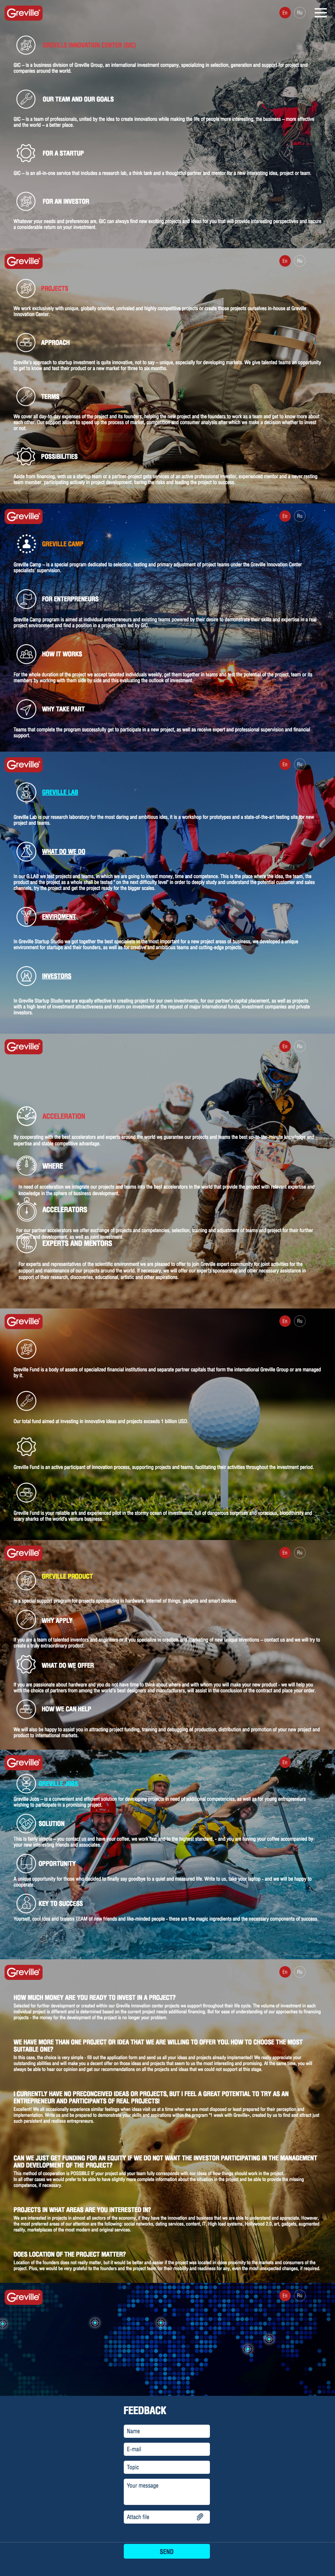 Greville
En
Ru
GREVILLE INNOVATION CENTER (GIC)
GIC – is a business division of Greville Group, an international investment company, specializing in selection, generation and support for project and
companies around the world.
OUR TEAM AND OUR GOALS
GIC – is a team of professionals, united by the idea to create innovations while making the life of people more interesting, the business – more effective
and the world – a better place.
FOR A STARTUP
GIC – is an all-in-one service that includes a research lab, a think tank and a thoughtful partner and mentor for a new interesting idea, project or team.
FOR AN INVESTOR
Whatever your needs and preferences are, GIC can always find new exciting projects and ideas for you that will provide interesting perspectives and secure
a considerable return on your investment.
Greville
En
Ru
PROJECTS
We work exclusively with unique, globally oriented, unrivaled and highly competitive projects or create those projects ourselves in-house at Greville
Innovation Center.
APPROACH
Greville's approach to startup investment is quite innovative, not to say – unique, especially for developing markets. We give talented teams an opportunity
to get to know and test their product or a new market for three to six months.
TERMS
We cover all day-to-day expenses of the project and its founders, helping the new project and the founders to work as a team and get to know more about
each other. Our support allows to speed up the process of market, competition and consumer analysis after which we make a decision whether to invest
or not.
POSSIBILITIES
Aside from financing, with us a startup team or a partner project gets services of an active professional investor, experienced mentor and a never resting
team member participating actively in project development, sharing the risks and leading the project to success.
Greville
En
Ru
GREVILLE CAMP
Greville Camp – is a special program dedicated to selection, testing and primary adjustment of project teams under the Greville Innovation Center
specialists' supervision.
FOR ENTERPRENEURS
Greville Camp program is aimed at individual entrepreneurs and existing teams powered by their desire to demonstrate their skills and expertise in a real
project environment and find a position in a project team led by GIC.
HOW IT WORKS
For the whole duration of the project we accept talented individuals weekly, get them together in teams and test the potential of the project, team or its
members by working with them side by side and this evaluating the outlook of investment.
WHY TAKE PART
Teams that complete the program successfully get to participate in a new project, as well as receive expert and professional supervision and financial
support.
Greville
En
Ru
GREVILLE LAB
Greville Lab is our research laboratory for the most daring and ambitious idea, it is a workshop for prototypes and a state-of-the-art testing site for new
project and teams.
WHAT DO WE DO
In our G.LAB we test projects and teams, in which we are going to invest money, time and competence. This is the place where the idea, the team, the
product and the project as a whole shall be tested " on the next difficulty level" in order to deeply study and understand the potential customer and sales
channels, try the project and get the project ready for the bigger scales.
ENVIROMENT
In Greville Startup Studio we got together the best specialists in the most important for a new project areas of business, we developed a unique
environment for startups and their founders, as well as for creative and ambitious teams and cutting-edge projects.
INVESTORS
In Greville Startup Studio we are equally effective in creating project for our own investments, for our partner's capital placement, as well as projects
with a high level of investment attractiveness and return on investment at the request of major international funds, investment companies and private
investors.
Greville
En
Ru
ACCELERATION
By cooperating with the best accelerators and experts around the world we guarantee our projects and teams the best up-to-the-minute knowledge and
expertise and viable competitive advantage.
WHERE
In need of acceleration we integrate our projects and teams into the best accelerators in the world that provide the project with relevant expertise and
knowledge in the sphere of business development.
ACCELERATORS
For our partner accelerators we offer exchange of projects and competencies, selection, scouting and adjustment of teams and project for their further
support and development, as well as joint investment.
EXPERTS AND MENTORS
For experts and representatives of the scientific environment we are pleased to offer to join Greville expert community for joint activities for the
support and maintenance of our projects around the world. If necessary, we will offer our expert sponsorship and other necessary assistance in
support of their research, discoveries, educational, artistic and other aspirations.
Greville
En
Ru
Greville Fund is a body of assets of specialized financial institutions and separate partner capitals that form the international Greville Group or are managed
by it.
Our total fund aimed at investing in innovative ideas and projects exceeds 1 billion USD.
Greville Fund is an active participant of innovation process, supporting projects and teams, facilitating their activities throughout the investment period.
Greville Fund is your reliable ark and experienced pilot in the stormy ocean of investments, full of dangerous surprises and voracious, bloodthirsty and
scary sharks of the world's venture business.
Greville
En
Ru
GREVILLE PRODUCT
is a special support program for projects specializing in hardware, internet of things, gadgets and smart devices.
WHY APPLY
If you are a team of talented inventors and engineers or if you specialize in creation and marketing of new unique inventions – contact us and we will try to
create a truly extraordinary product.
WHAT DO WE OFFER
If you are passionate about hardware and you do not have time to think about where and with whom you will make your new product - we will help you
with the choice of partners from among the world's best designers and manufacturers, will assist in the conclusion of the contract and place your order.
HOW WE CAN HELP
We will also be happy to assist you in attracting project funding, training and debugging of production, distribution and promotion of your new project and
product to international markets.
Greville
En
Ru
GREVILLE JOBS
Greville Jobs – is a convenient and efficient solution for developing projects in need of additional competencies, as well as for young entrepreneurs
wishing to participate in a promising project.
SOLUTION
This is fairly simple – you contact us and have your coffee, we work fast and to the highest standard, - and you are having your coffee accompanied by
your new interesting friends and associates.
OPPORTUNITY
A unique opportunity for those who decided to finally say goodbye to a quiet and measured life. Write to us, take your laptop - and we will be happy to
cooperate
KEY TO SUCCESS
Yourself, cool idea and dreams TEAM of new friends and like-minded people - these are the magic ingredients and the necessary components of success.
Greville
En
Ru
HOW MUCH MONEY ARE YOU READY TO INVEST IN A PROJECT?
Selected for further development or created within our Greville innovation center projects we support throughout their life cycle. The volume of investment in each
individual project is different and is determined based on the current project needs additional financing. But for ease of understanding of our approaches to financing
projects - the money for the development of the project is no longer your problem.
WE HAVE MORE THAN ONE PROJECT OR IDEA THAT WE ARE WILLING TO OFFER YOU. HOW TO CHOOSE THE MOST
SUITABLE ONE?
In this case, the choice is very simple - fill out the application form and send us all your ideas and projects already implemented! We really appreciate your
outstanding abilities and will make you a decent offer on those ideas and projects that seem to us the most interesting and promising. At the same time, you will
always be able to hear our opinion and get our recommendations on all the projects and ideas that we could not support at this stage.
I CURRENTLY HAVE NO PRECONCEIVED IDEAS OR PROJECTS, BUT I FEEL A GREAT POTENTIAL TO TRY AS AN
ENTREPRENEUR AND PARTICIPANTS OF REAL PROJECTS!
Excellent! We all occasionally experience similar feelings when ideas visit us at a time when we are most disposed or least prepared for their perception and
implementation. Write to us and be prepared to demonstrate your skills and aspirations within the program "I week with Greville», created by us to find and attract just
such persistent and restless entrepreneurs.
CAN WE JUST GET FUNDING FOR AN EQUITY IF WE DO NOT WANT THE INVESTOR PARTICIPATING IN THE MANAGEMENT
AND DEVELOPMENT OF THE PROJECT?
This method of cooperation is POSSIBLE if your project and your team fully corresponds with our ideas of how things should work in the project.
In all other cases we would prefer to be able to have slightly more complete information about the situation in the project and be able to provide the missing
competence, if necessary.
PROJECTS IN WHAT AREAS ARE YOU INTERESTED IN?
We are interested in projects in almost all sectors of the economy, if they have the innovation and business that we are able to understand and appreciate. However,
the most preferred areas of our attention are the following: social networks, dating services, content, IT, High load systems, Hollywood 2.0, art, gadgets, augmented
reality, marketplaces of the most modern and original services.
DOES LOCATION OF THE PROJECT MATTER?
Location of the founders does not really matter, but it would be better and easier if the project was located in close proximity to the markets and consumers of the
project. Plus, we would be very grateful to the founders and the project team for their mobility and readiness for any, even the most unexpected changes, if required.
Greville
En
Ru
FEEDBACK
Name
E-mail
Topic
Your message
Attach file
SEND